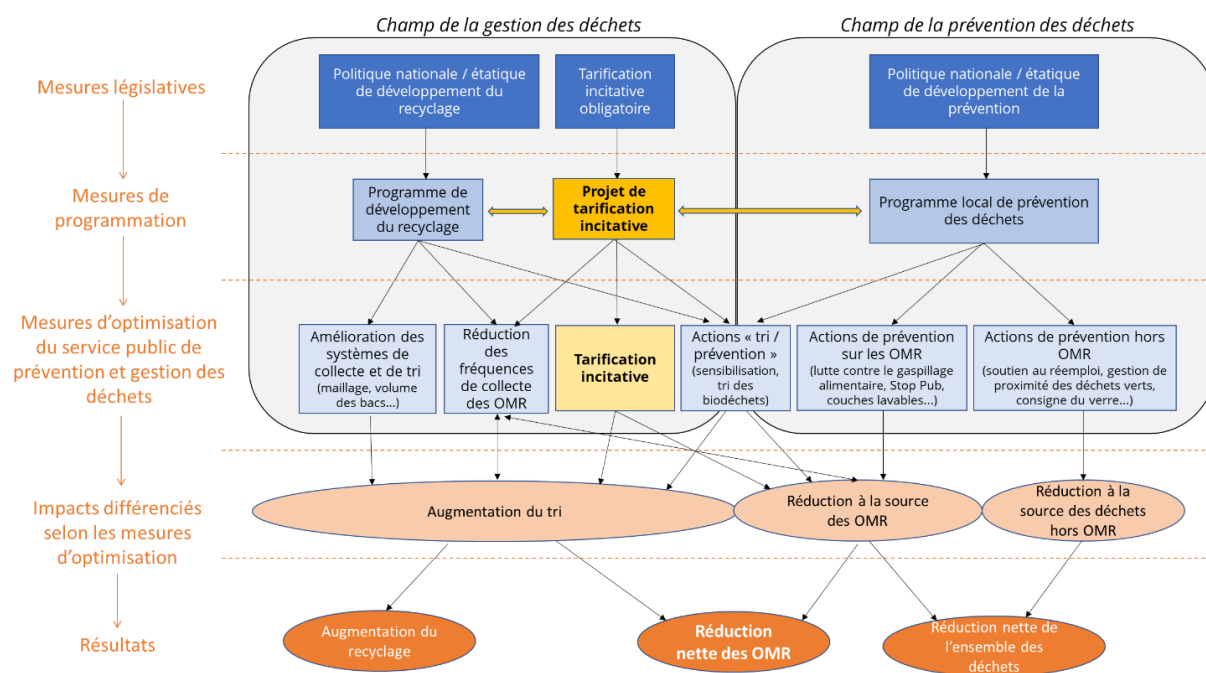 Champ de la gestion des déchets
Champ de la prévention des déchets
Mesures législatives
Politique nationale / étatique
de développement du
recyclage
Tarification
incitative
obligatoire
Politique nationale / étatique
de développement de la
prévention
Mesures de
programmation
Programme de
développement
du recyclage
Projet de
tarification
incitative
Programme local de prévention
des déchets
Mesures d'optimisation
du service public de
prévention et gestion des
déchets
Amélioration des
systèmes de
collecte et de tri
(maillage, volume
des bacs...)
Réduction
des
fréquences
de collecte
des OMR
Tarification
incitative
Actions « tri /
prévention »
(sensibilisation,
tri des
biodéchets)
Actions de prévention
sur les OMR
(lutte contre le gaspillage
alimentaire, Stop Pub,
couches lavables...)
Actions de prévention hors
OMR
(soutien au réemploi, gestion de
proximité des déchets verts,
consigne du verre...)
Impacts différenciés
selon les mesures
d'optimisation
Augmentation du tri
Réduction à la source
des OMR
Réduction à la
source des déchets
hors OMR
Résultats
Augmentation du
recyclage
Réduction
nette des OMR
Réduction nette de
l'ensemble des
déchets